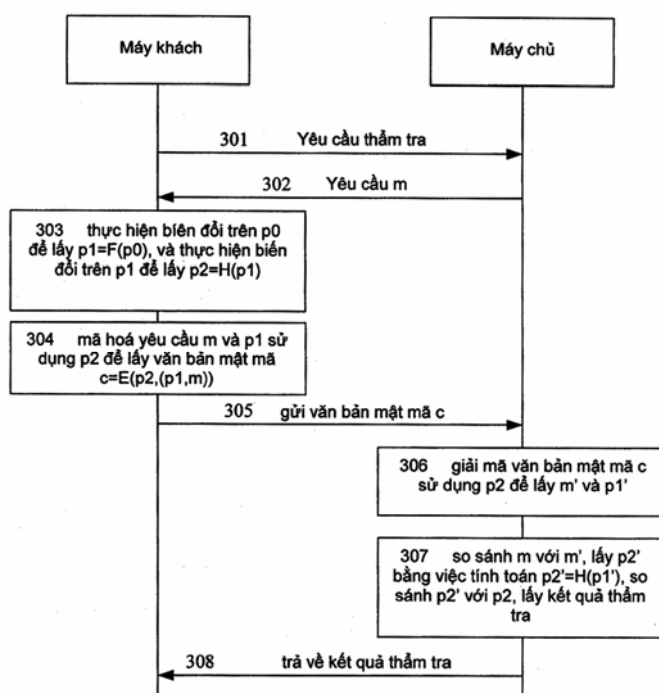 Máy khách
Máy chủ
301 Yêu cầu thẩm tra
302 Yêu cầu m
303 thực hiện biên đổi trên p0
để lấy p1=F(p0), và thực hiện biến
đổi trên p1 để lấy p2=H(p1)
304 mã hoá yêu cầu m và p1 sử
dụng p2 để lấy văn bản mật mã
c=E(p2,(p1,m))
305 gửi văn bản mật mã c
306 giải mã văn bản mật mã c
sử dụng p2 để lấy m' và p1'
307 so sánh m với m', lấy p2'
bằng việc tính toán p2'=H(p1'), so
sánh p2' với p2, lấy kết quả thẩm
tra
308 trả về kết quả thẩm tra